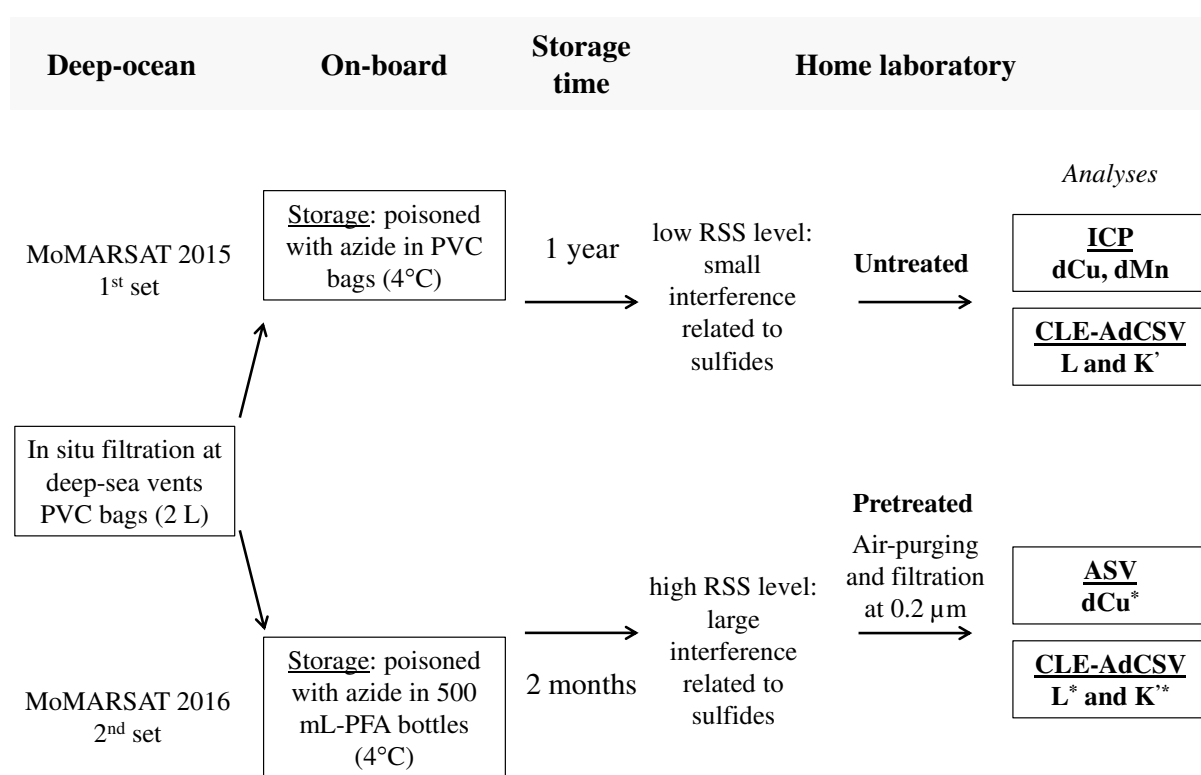 Deep-ocean
On-board
Storage
time
Home laboratory
Analyses
MoMARSAT 2015
1st set
Storage: poisoned
with azide in PVC
bags (4°C)
1 year
low RSS level:
small
interference
related to
sulfides
Untreated
ICP
dCu, dMn
CLE-AdCSV
L and K’
In situ filtration at
deep-sea vents
PVC bags (2 L)
MoMARSAT 2016
2nd set
Storage: poisoned
with azide in 500
mL-PFA bottles
(4°C)
2 months
high RSS level:
large
interference
related to
sulfides
Pretreated
Air-purging
and filtration
at 0.2 µm
ASV
dCu*
CLE-AdCSV
L* and K’*